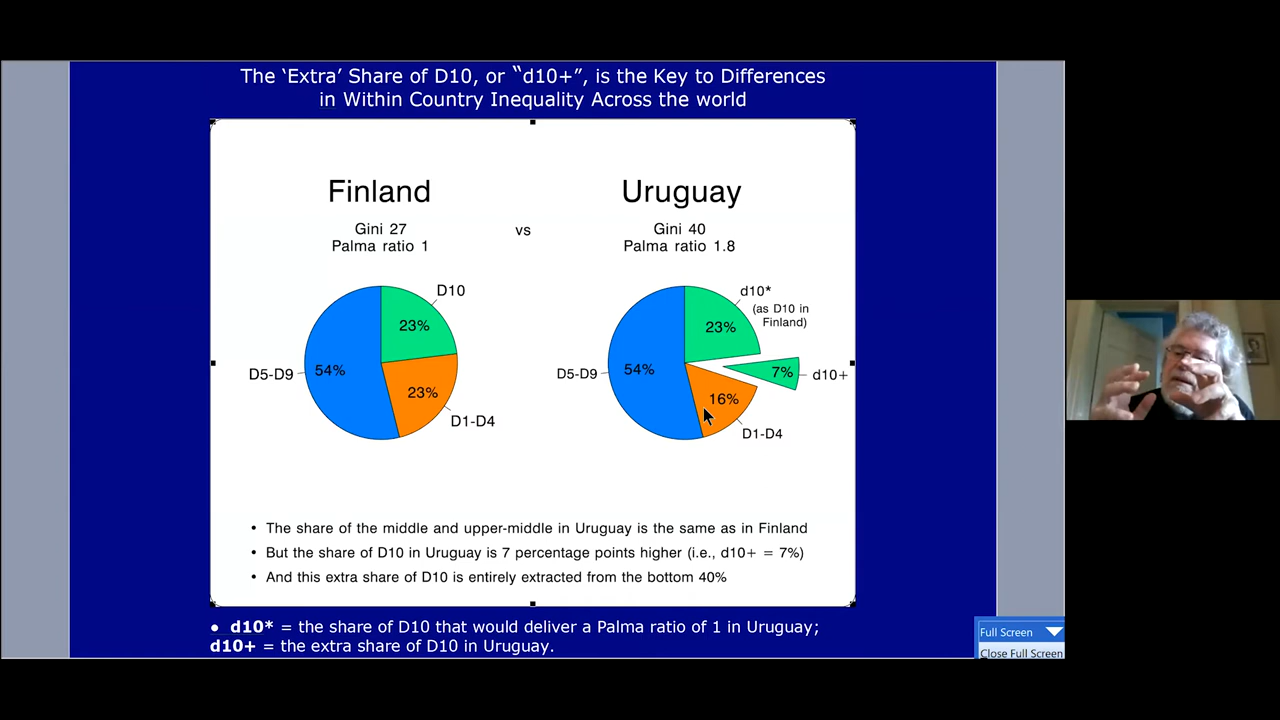 The ‘Extra’ Share of D10, or “d10+”, is the Key to Differences
in Within Country Inequality Across the world
Finland
Gini 27
Palma ratio 1
vs
Uruguay
Gini 40
Palma ratio 1.8
D10
23%
D5-D9
54%
23%
D1-D4
d10*
(as D10 in
Finland)
23%
D5-D9
54%
7%
d10+
16%
D1-D4
• The share of the middle and upper-middle in Uruguay is the same as in Finland
• But the share of D10 in Uruguay is 7 percentage points higher (i.e., d10+ = 7%)
• And this extra share of D10 is entirely extracted from the bottom 40%
• d10* = the share of D10 that would deliver a Palma ratio of 1 in Uruguay;
d10+ = the extra share of D10 in Uruguay.
Full Screen
Close Full Screen